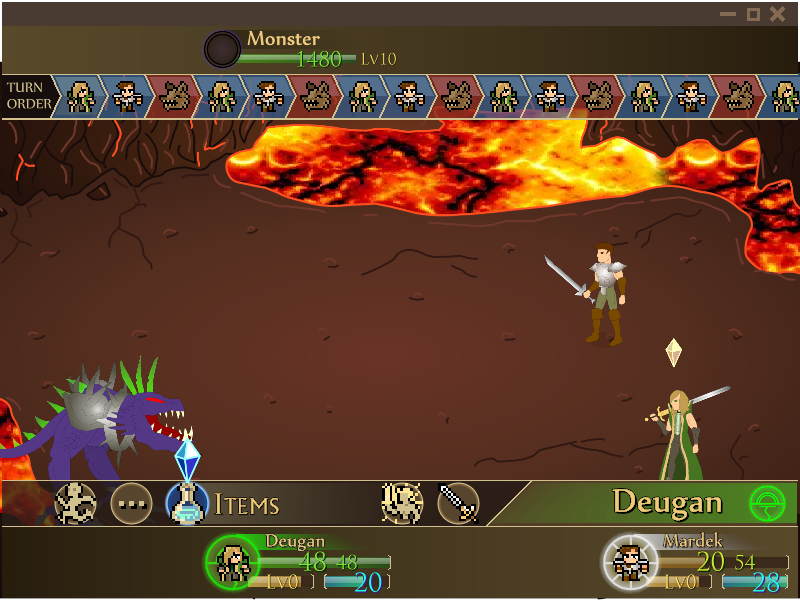 Monster
1480 Lv10
TURN
ORDER
ITEMS
Deugan
Deugan
48 48
Lv0 20
Mardek
20 54
Lv0 28